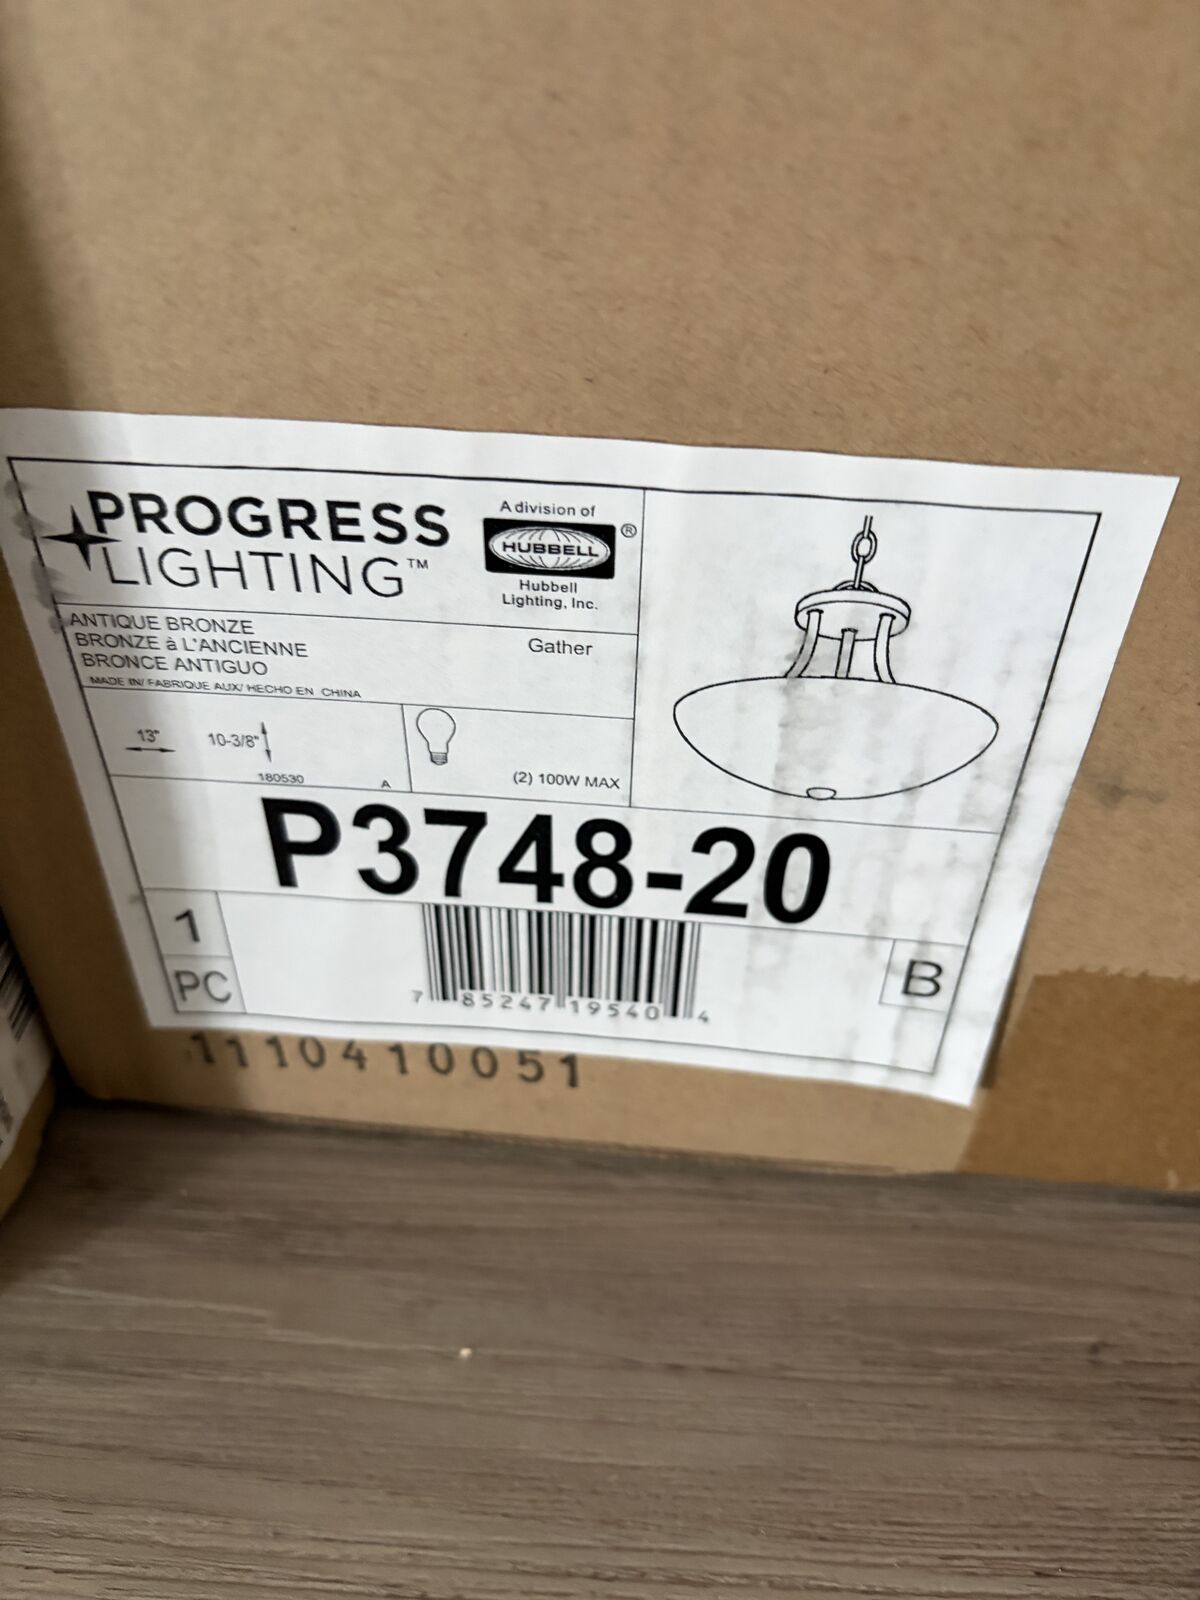 PROGRESS
LIGHTING™
A division of
HUBBELL ®
Hubbell
Lighting, Inc.
ANTIQUE BRONZE
BRONZE à L'ANCIENNE
BRONCE ANTIGUO
MADE IN/ FABRIQUE AUX/ HECHO EN CHINA
Gather
13"
10-3/8"
180530
A
(2) 100W MAX
P3748-20
1
PC
7 85247 19540 4
B
1110410051